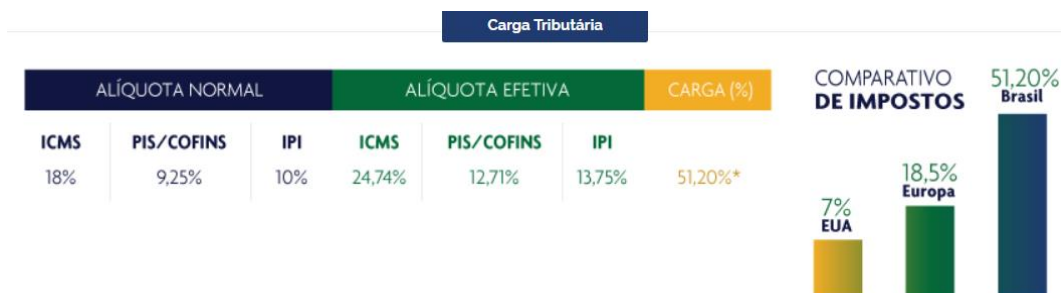 Carga Tributária
ALÍQUOTA NORMAL ALÍQUOTA EFETIVA CARGA (%)
ICMS PIS/COFINS IPI ICMS PIS/COFINS IPI
18% 9,25% 10% 24,74% 12,71% 13,75% 51,20%*
COMPARATIVO
DE IMPOSTOS
51,20%
Brasil
18,5%
Europa
7%
EUA